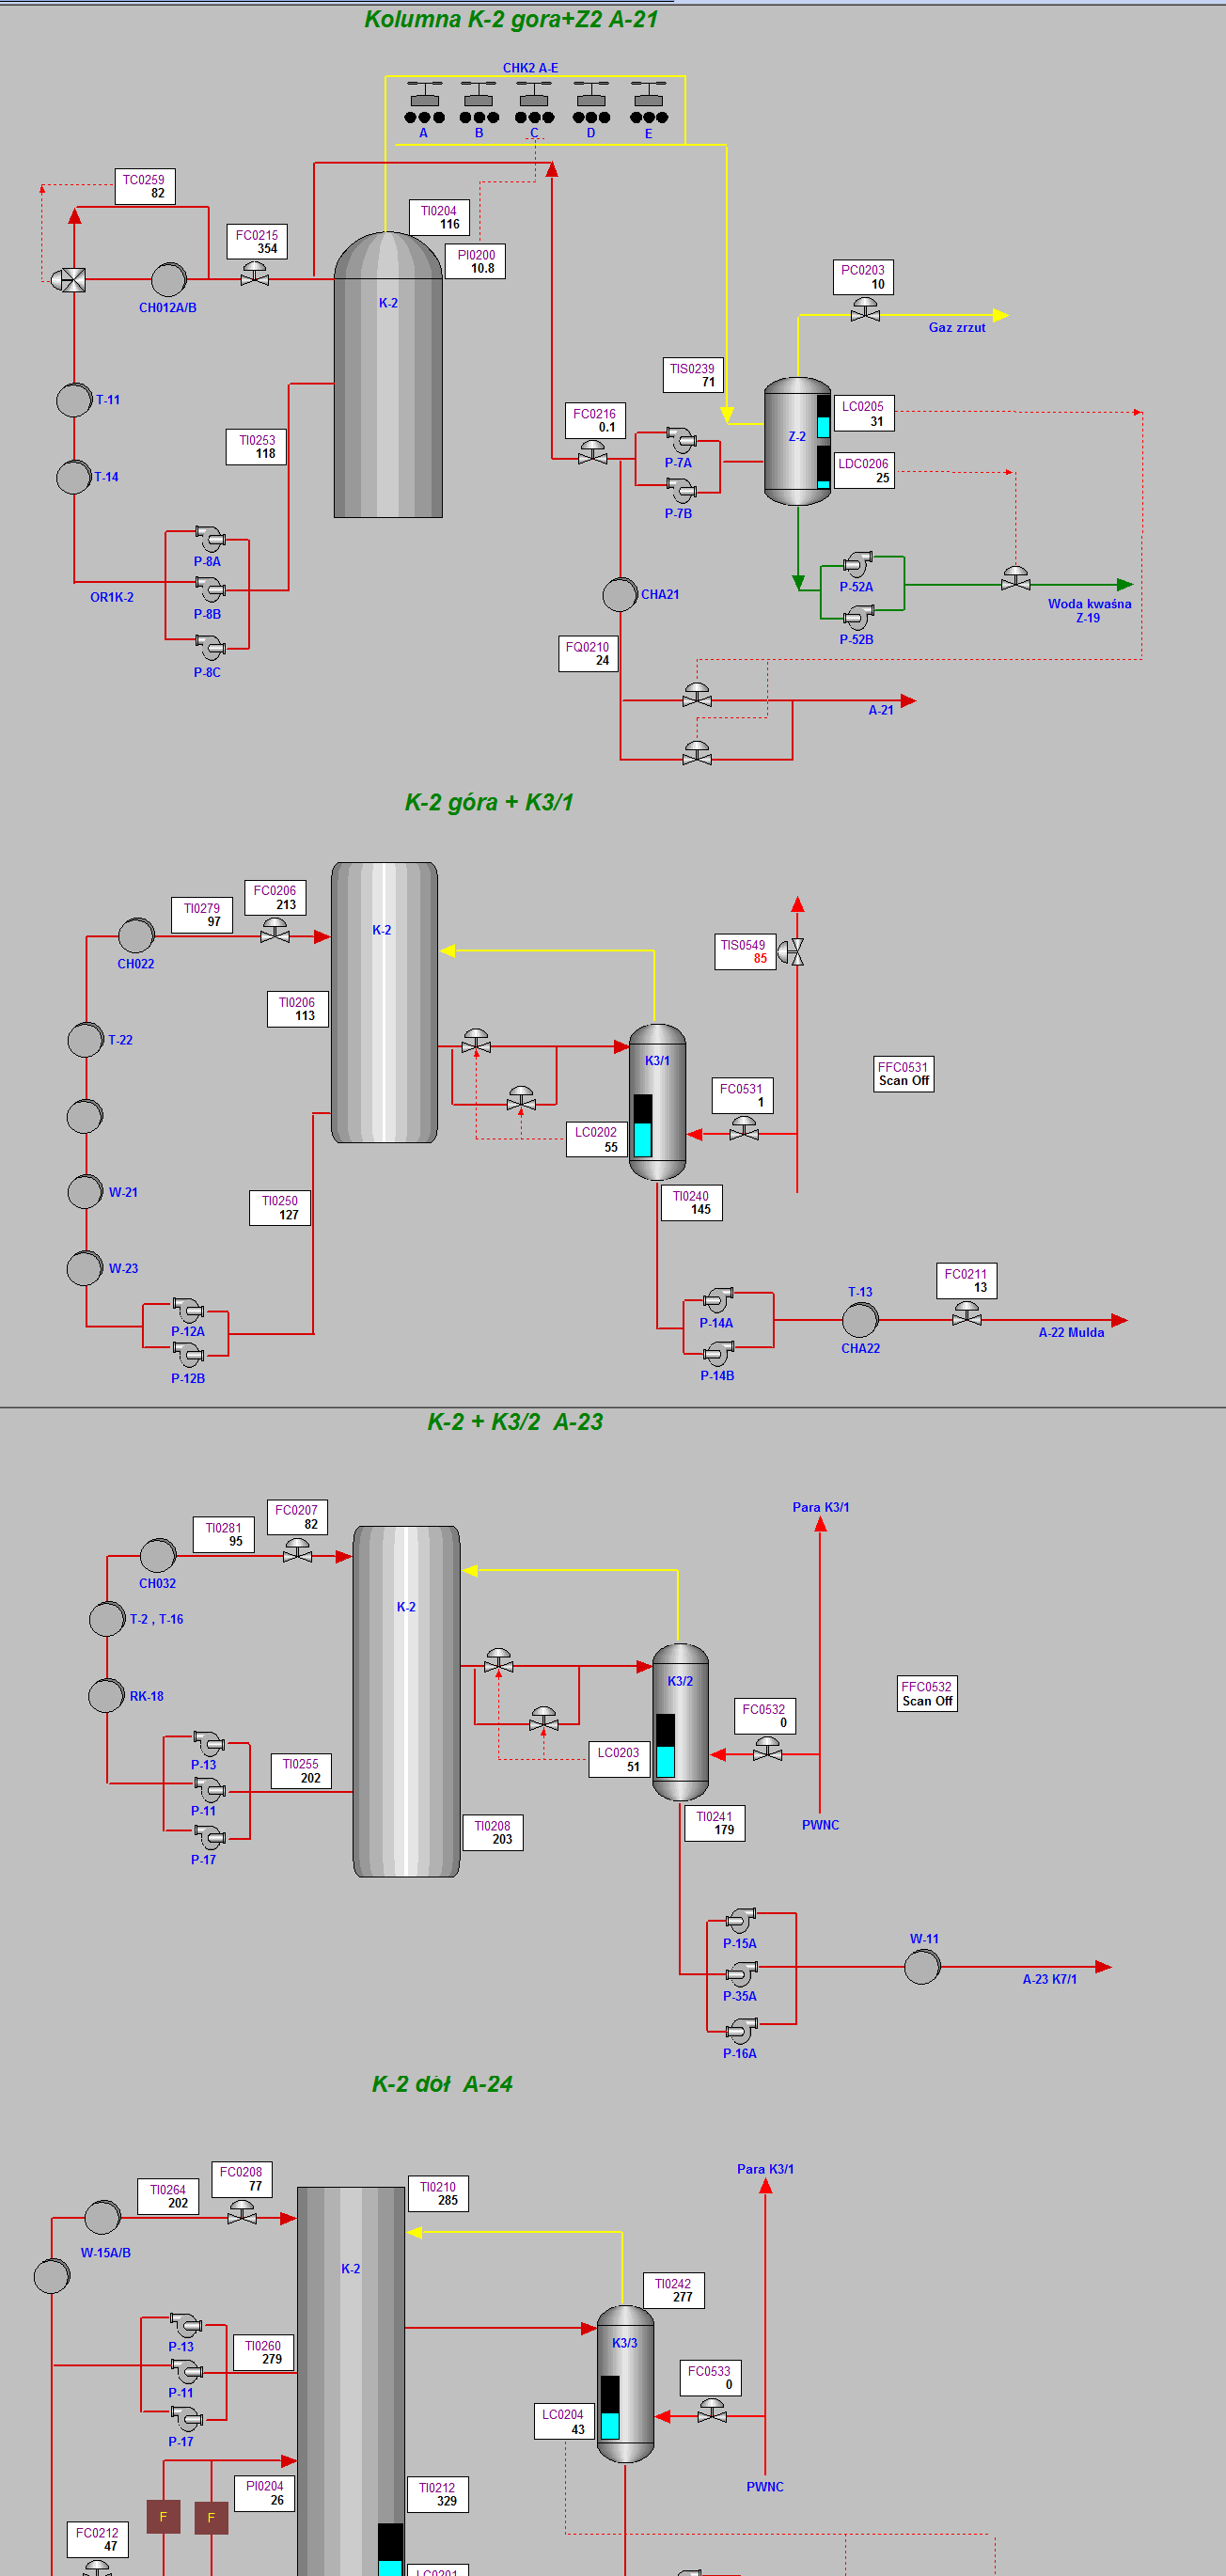 Kolumna K-2 gora+Z2 A-21
CHK2 A-E
A
B
C
D
E
TC0259
82
FC0215
354
TI0204
116
PI0200
10.8
CH012A/B
K-2
PC0203
10
Gaz zrzut
TIS0239
71
T-11
FC0216
0.1
LC0205
31
Z-2
TI0253
118
P-7A
LDC0206
25
T-14
P-7B
P-8A
P-52A
CHA21
OR1K-2
P-8B
Woda kwaśna
Z-19
P-52B
FQ0210
24
P-8C
A-21
K-2 góra + K3/1
FC0206
213
TI0279
97
K-2
CH022
TIS0549
85
TI0206
113
T-22
K3/1
FFC0531
Scan Off
FC0531
1
LC0202
55
W-21
TI0250
127
TI0240
145
W-23
FC0211
13
T-13
P-12A
P-14A
A-22 Mulda
CHA22
P-12B
P-14B
K-2 + K3/2 A-23
FC0207
82
Para K3/1
TI0281
95
CH032
K-2
T-2 , T-16
K3/2
RK-18
FFC0532
Scan Off
FC0532
0
P-13
LC0203
51
TI0255
202
P-11
TI0241
179
PWNC
TI0208
203
P-17
P-15A
W-11
A-23 K7/1
P-35A
P-16A
K-2 dół A-24
FC0208
77
Para K3/1
TI0264
202
TI0210
285
W-15A/B
K-2
TI0242
277
P-13
K3/3
TI0260
279
FC0533
0
P-11
LC0204
43
P-17
PI0204
26
TI0212
329
PWNC
F
F
FC0212
47
LC0201